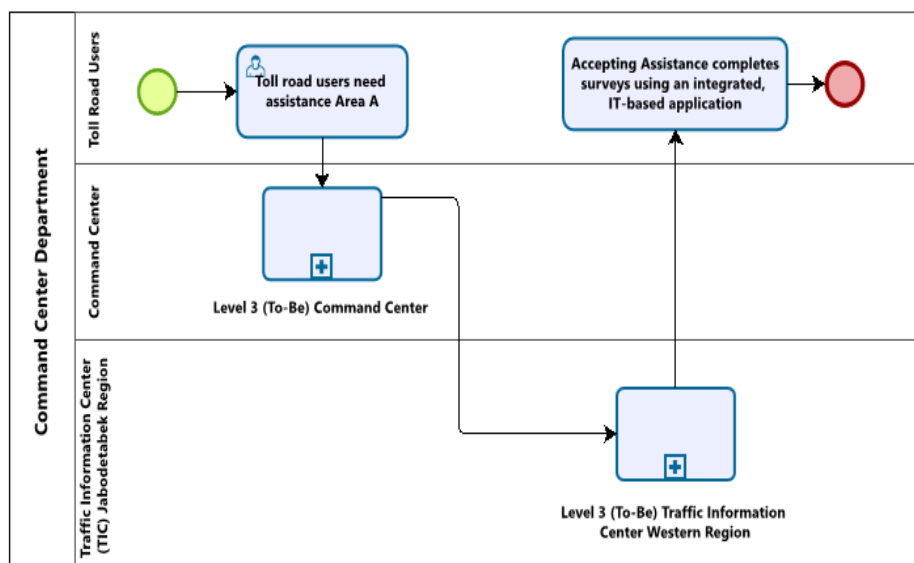 Command Center Department
Toll Road Users
Toll road users need
assistance Area A
Accepting Assistance completes
surveys using an integrated,
IT-based application
Command Center
Level 3 (To-Be) Command Center
Traffic Information Center
(TIC) Jabodetabek Region
Level 3 (To-Be) Traffic Information
Center Western Region